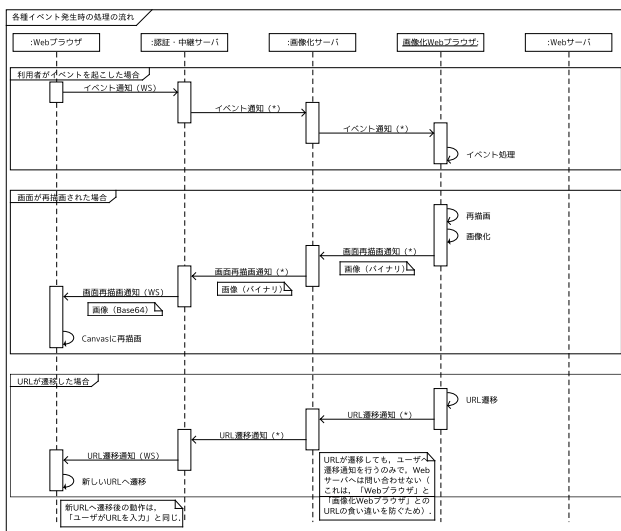 各種イベント発生時の処理の流れ
:Webブラウザ
:認証・中継サーバ
:画像化サーバ
画像化Webブラウザ:
:Webサーバ
利用者がイベントを起こした場合
イベント通知（WS）
イベント通知（*）
イベント通知（*）
イベント処理
画面が再描画された場合
再描画
画像化
画面再描画通知（*）
画像（バイナリ）
画面再描画通知（*）
画像（バイナリ）
画面再描画通知（WS）
画像（Base64）
Canvasに再描画
URLが遷移した場合
URL遷移
URL遷移通知（*）
URL遷移通知（*）
URL遷移通知（WS）
新しいURLへ遷移
URLが遷移しても，ユーザへ
遷移通知を行うのみで，Web
サーバへは問い合わせない（
これは，「Webブラウザ」と
「画像化Webブラウザ」との
URLの食い違いを防ぐため）．
新URLへ遷移後の動作は，
「ユーザがURLを入力」と同じ．